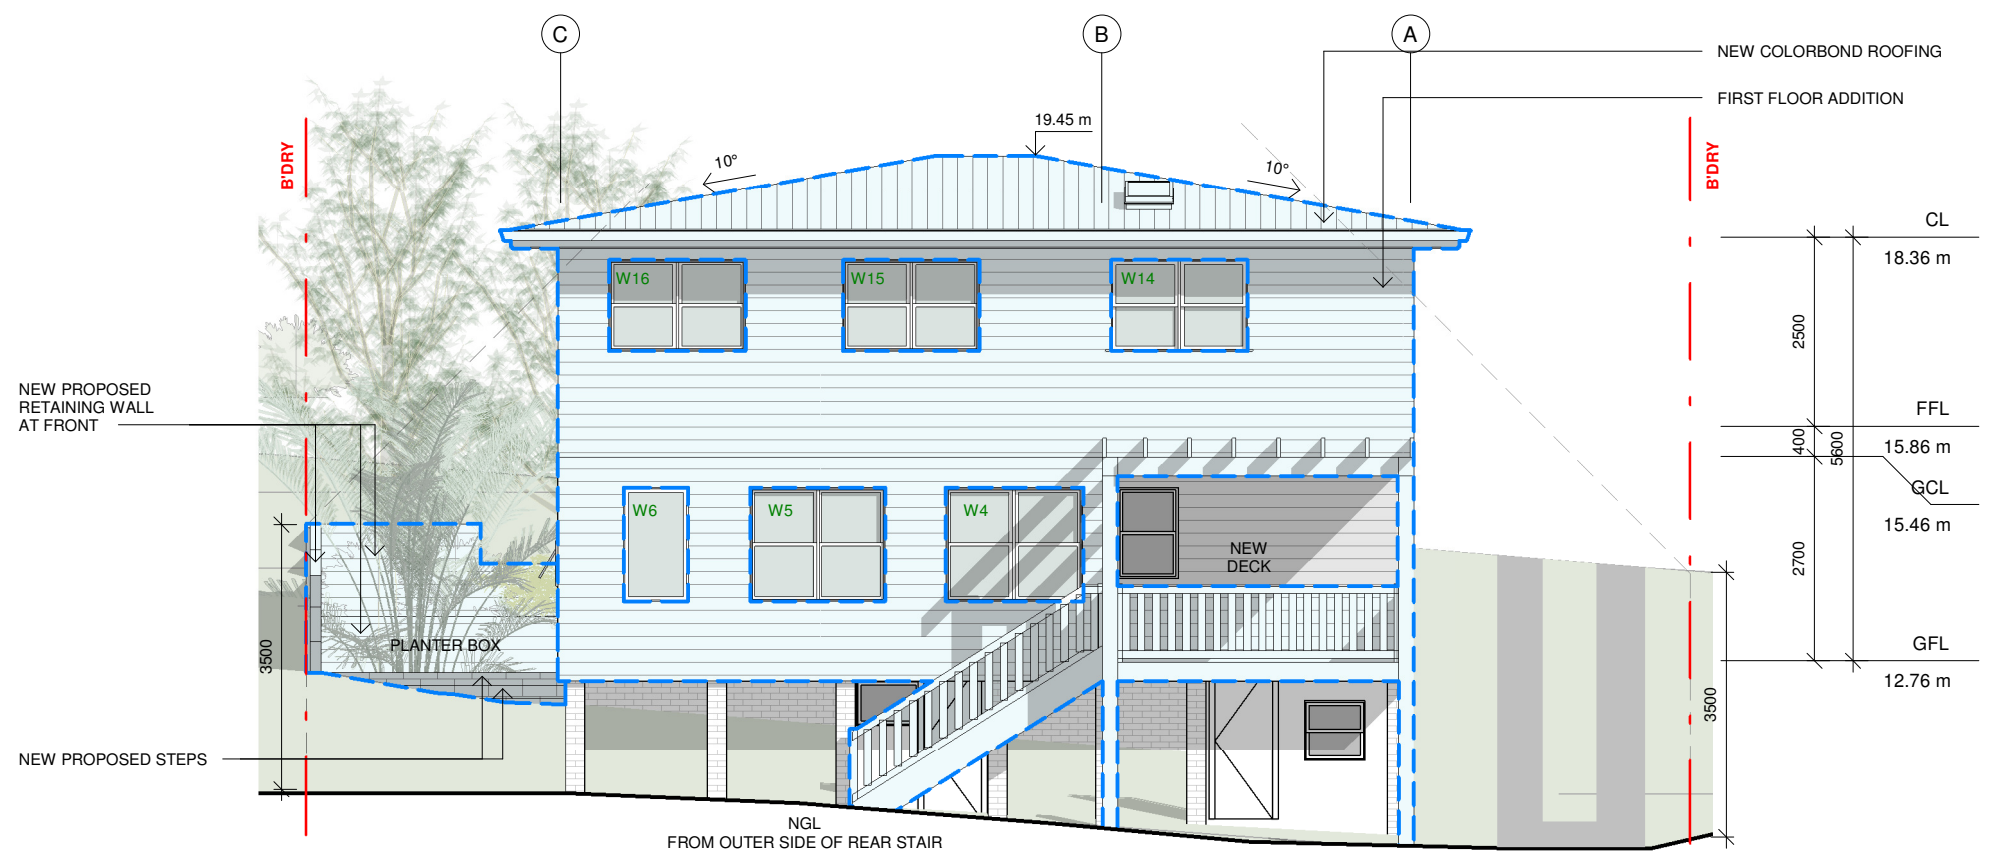 C
B
A
NEW COLORBOND ROOFING
FIRST FLOOR ADDITION
19.45 m
B'DRY
10°
10°
B'DRY
CL
18.36 m
W16
W15
W14
2500
NEW PROPOSED
RETAINING WALL
AT FRONT
FFL
15.86 m
400
5600
GCL
15.46 m
W6
W5
W4
NEW
DECK
2700
PLANTER BOX
3500
GFL
12.76 m
3500
NEW PROPOSED STEPS
NGL
FROM OUTER SIDE OF REAR STAIR